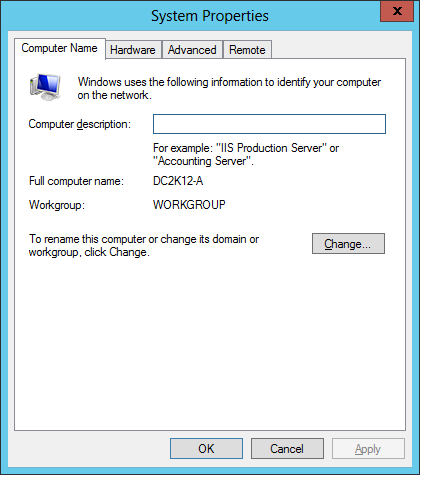 System Properties
x
Computer Name Hardware Advanced Remote
Windows uses the following information to identify your computer
on the network.
Computer description:
For example: "IIS Production Server" or
"Accounting Server".
Full computer name: DC2K12-A
Workgroup: WORKGROUP
To rename this computer or change its domain or
workgroup, click Change.
Change...
OK Cancel Apply